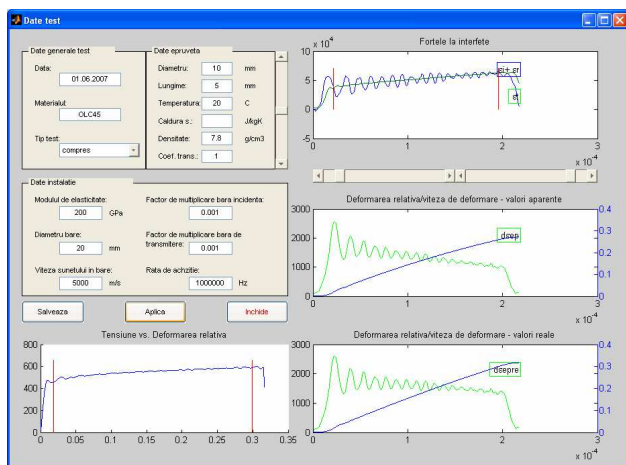 Date test
Date generale test
Data:
01.06.2007
Material:
OLC45
Tip test:
compres
Date epruveta
Diametru: 10 mm
Lungime: 5 mm
Temperatura: 20 C
Caldura s.: J/kgK
Densitate: 7.8 g/cm3
Coef. trans.: .1
Date instalatie
Modulul de elasticitate:
200 GPa
Diametru bare:
20 mm
Viteza sunetului in bare:
5000 m/s
Factor de multiplicare bara incidenta:
0.001
Factor de multiplicare bara de
transmitere: 0.001
Rata de achzitie:
1000000 Hz
Salveaza Aplica Inchide
Tensiune vs. Deformarea relativa
800
600
400
200
0
0 0.05 0.1 0.15 0.2 0.25 0.3 0.35
Fortele la interfete
x 10^4
10
5
0
-5
εi+εr
εt
0 1 2 3
x 10^-4
Deformarea relativa/viteza de deformare - valori aparente
3000
2000
1000
0
0.4
0.3
0.2
0.1
0
dεep
0 1 2 3
x 10^-4
Deformarea relativa/viteza de deformare - valori reale
3000
2000
1000
0
0.4
0.3
0.2
0.1
0
dεepre
0 1 2 3
x 10^-4